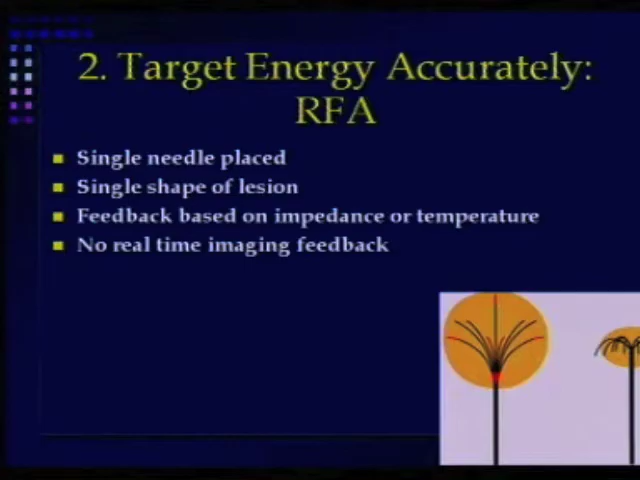 2. Target Energy Accurately:
RFA
Single needle placed
Single shape of lesion
Feedback based on impedance or temperature
No real time imaging feedback